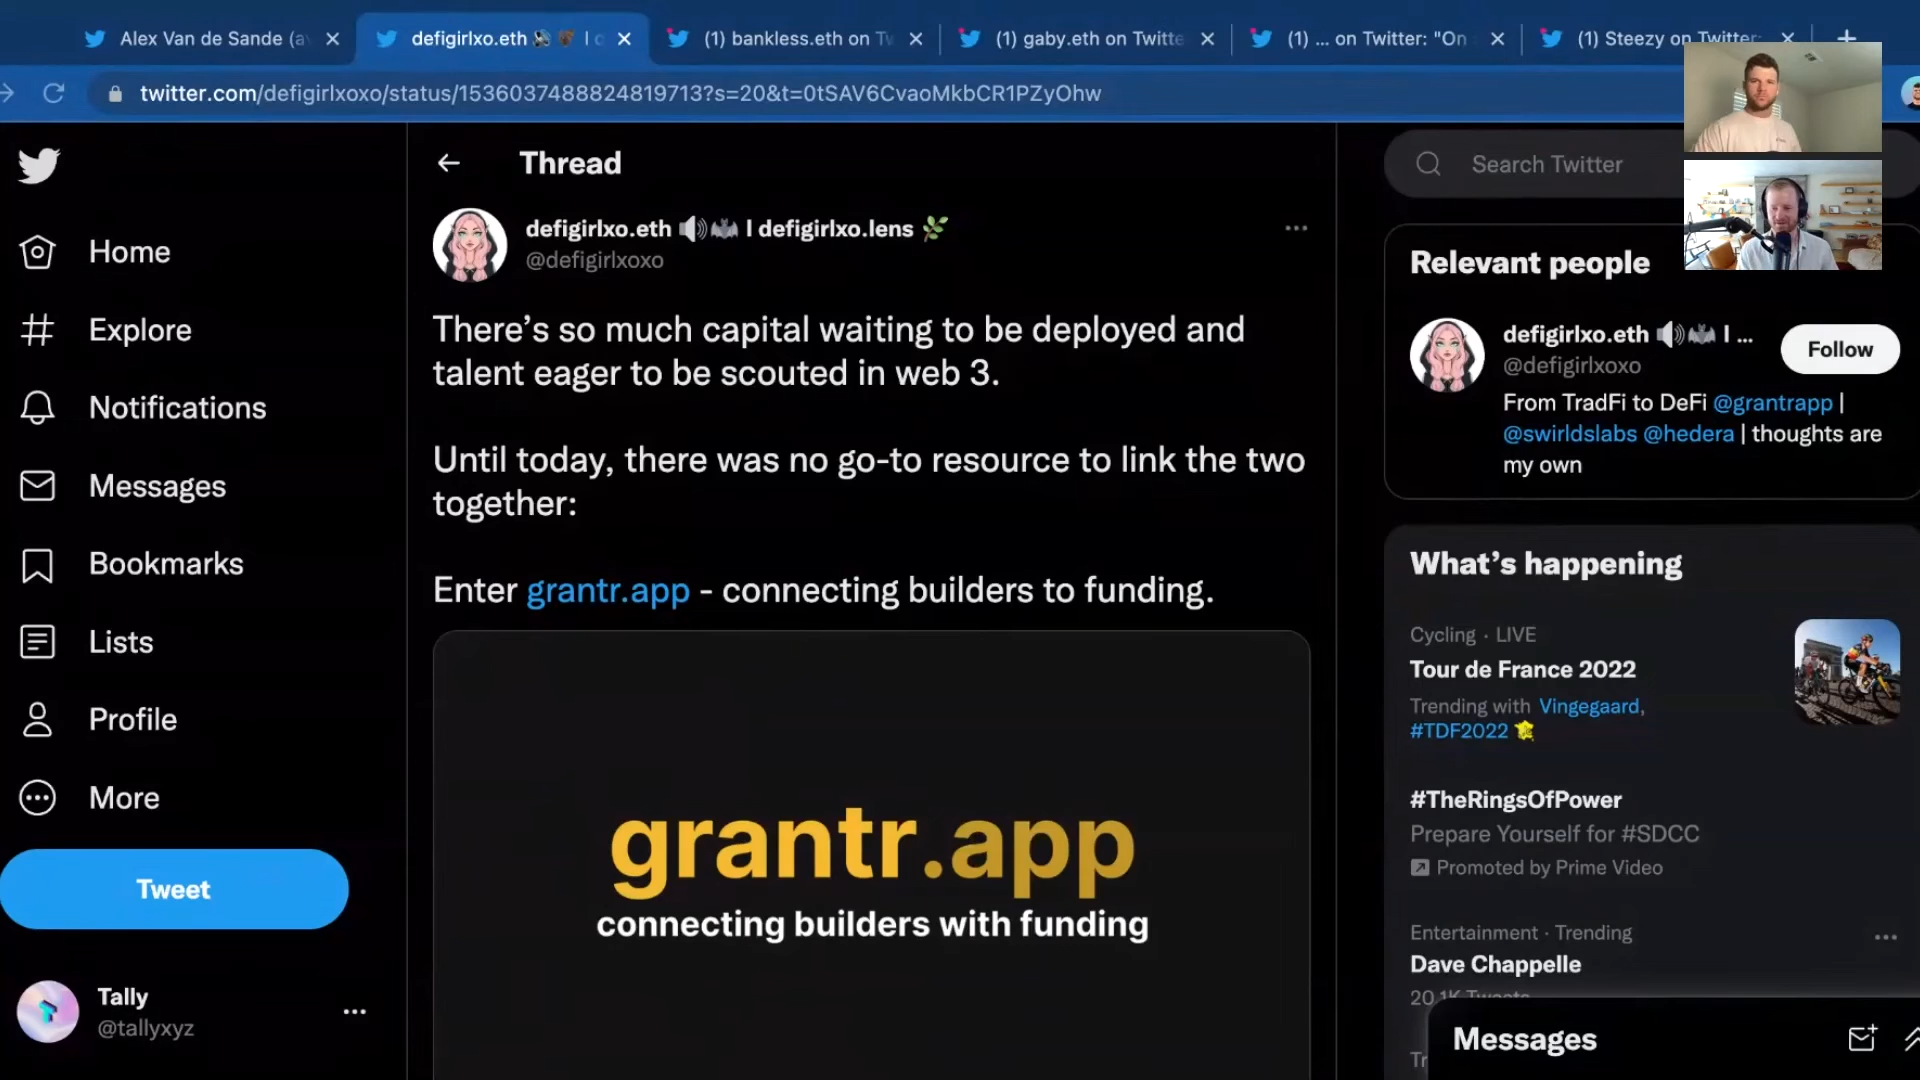 Alex Van de Sande (a
defigirlxo.eth
(1) bankless.eth on Tw
(1) gaby.eth on Twitte
(1) ... on Twitter: "On
(1) Steezy on Twitter:
twitter.com/defigirlxoxo/status/1536037488824819713?s=20&t=0tSAV6CvaoMkbCR1PZyOhw
Home
Explore
Notifications
Messages
Bookmarks
Lists
Profile
More
Tweet
Tally
@tallyxyz
Thread
defigirlxo.eth 🔊🦇 | defigirlxo.lens 🌿
@defigirlxoxo
There's so much capital waiting to be deployed and
talent eager to be scouted in web 3.
Until today, there was no go-to resource to link the two
together:
Enter grantr.app - connecting builders to funding.
grantr.app
connecting builders with funding
Search Twitter
Relevant people
defigirlxo.eth 🔊🦇 | ...
@defigirlxoxo
Follow
From TradFi to DeFi @grantrapp |
@swirldslabs @hedera | thoughts are
my own
What's happening
Cycling · LIVE
Tour de France 2022
Trending with Vingegaard,
#TDF2022
#TheRingsOfPower
Prepare Yourself for #SDCC
Promoted by Prime Video
Entertainment · Trending
Dave Chappelle
20.1K Tweets
Tr
Messages